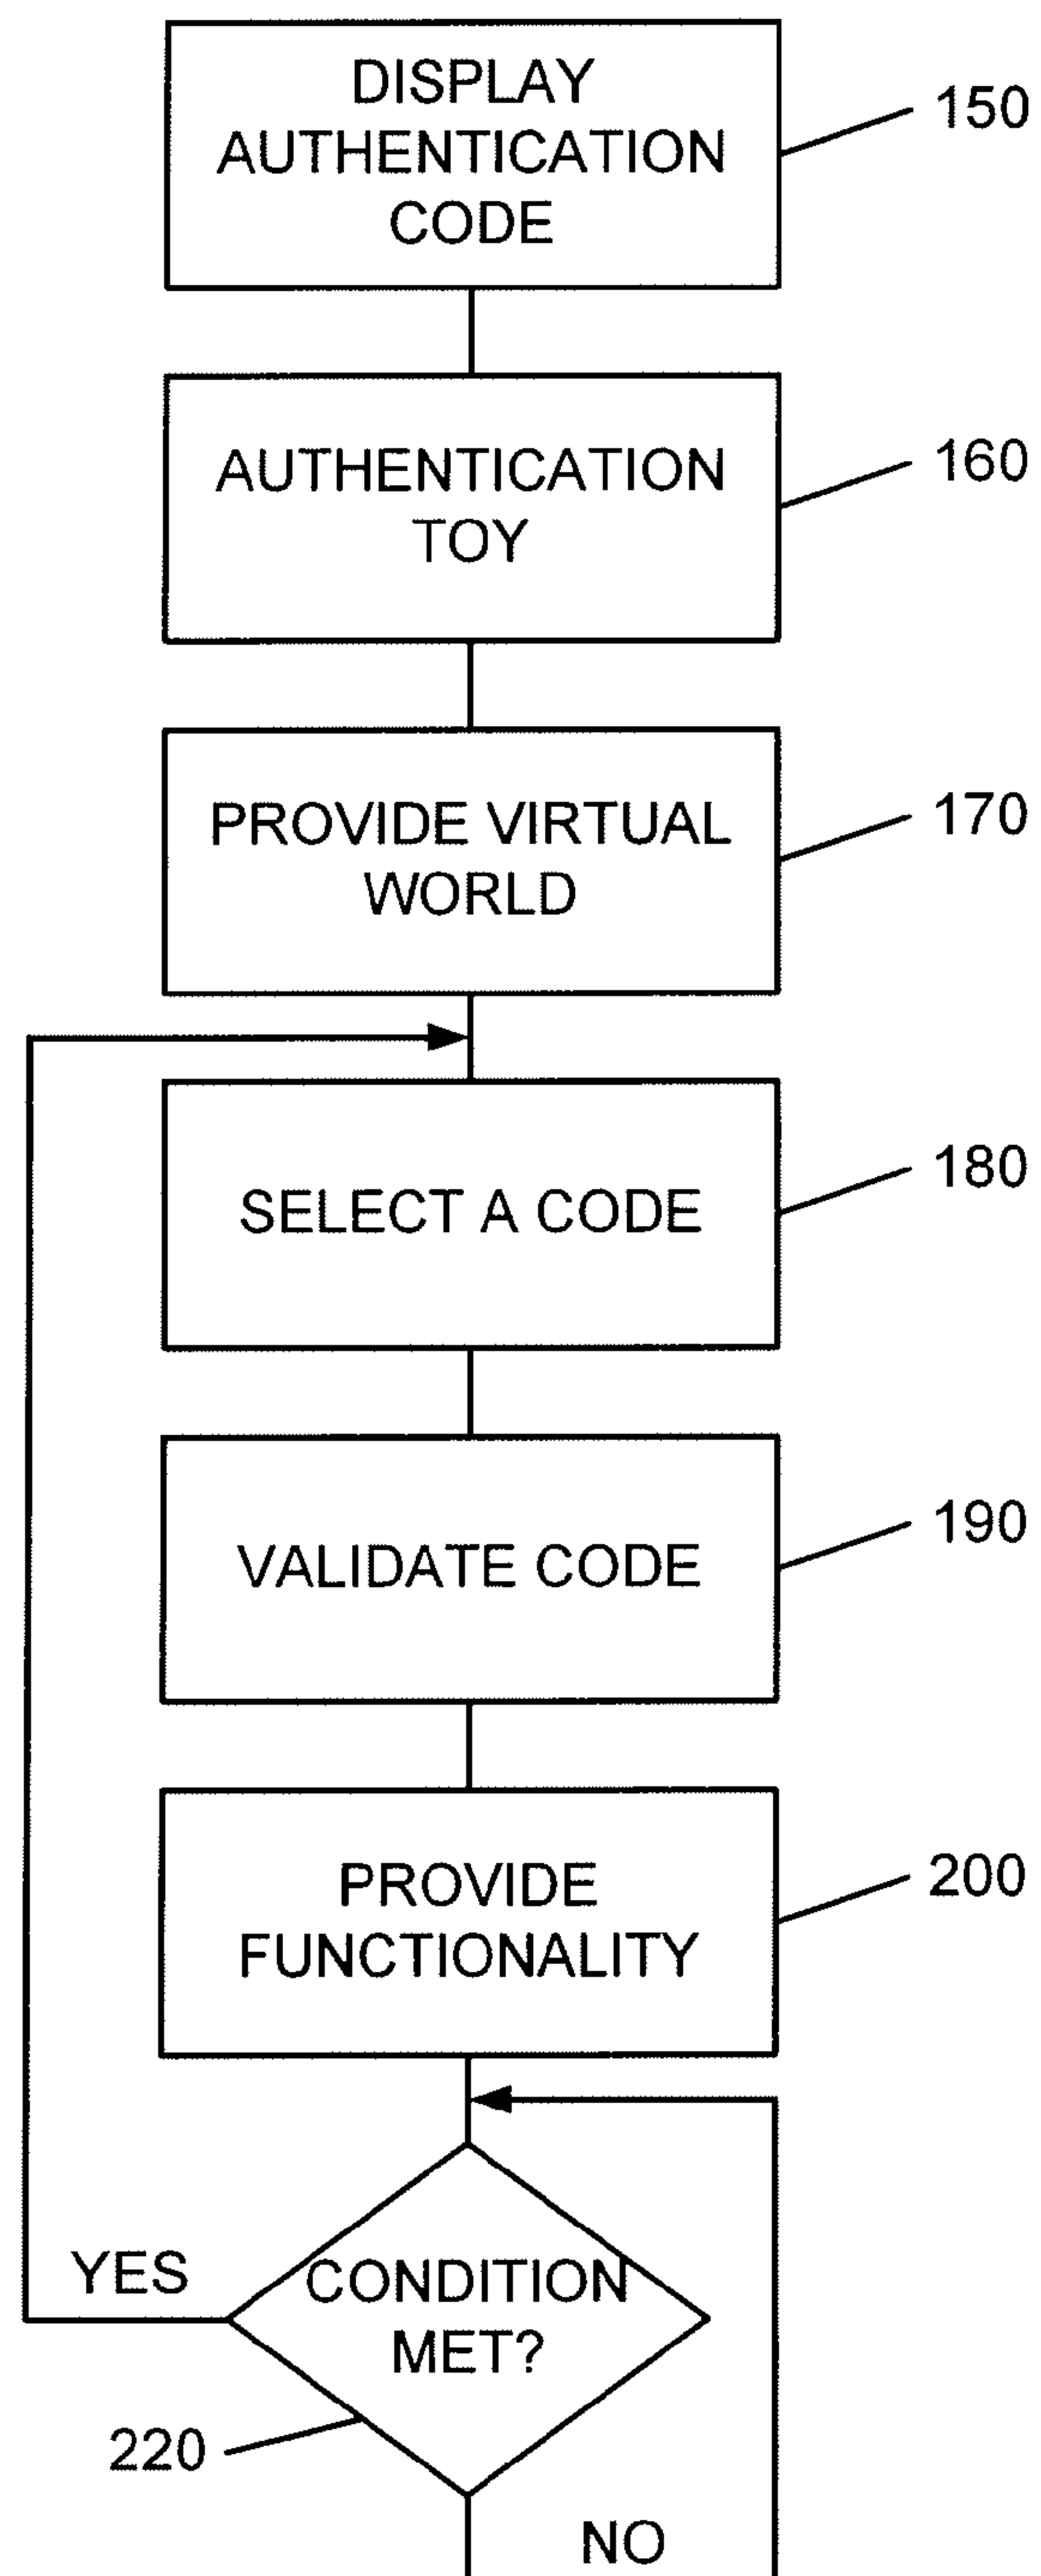 DISPLAY
AUTHENTICATION
CODE
150
AUTHENTICATION
TOY
160
PROVIDE VIRTUAL
WORLD
170
SELECT A CODE
180
VALIDATE CODE
190
PROVIDE
FUNCTIONALITY
200
YES
CONDITION
MET?
220
NO